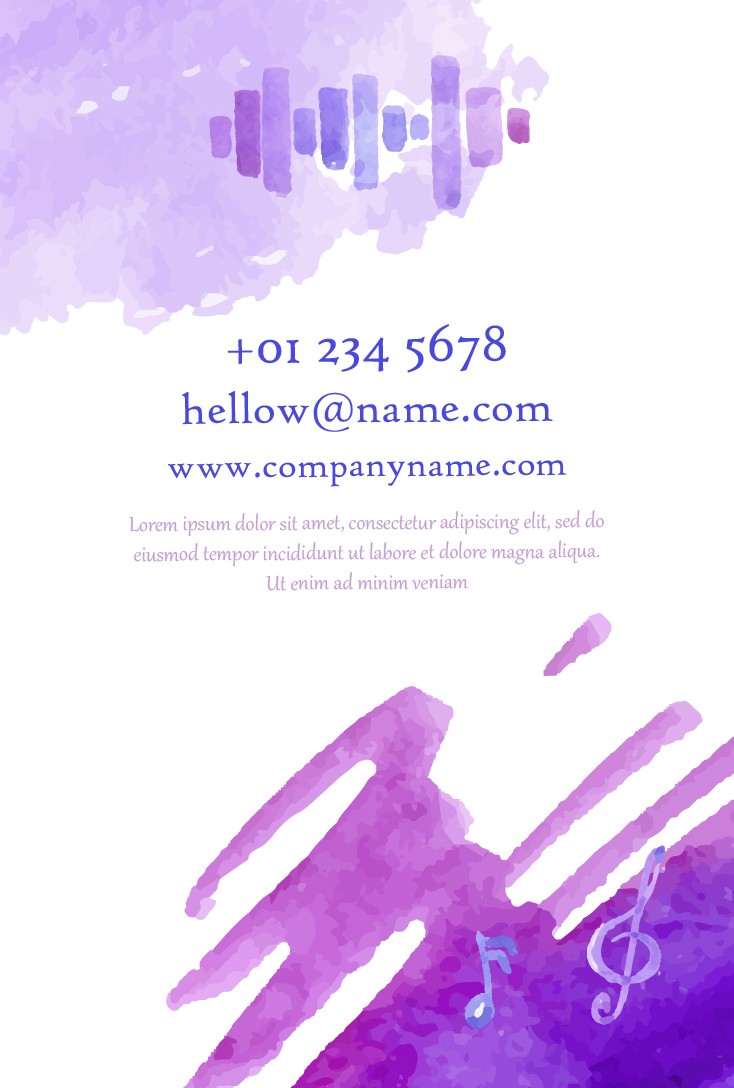 +01 234 5678
hellow@name.com
www.companyname.com
Lorem ipsum dolor sit amet, consectetur adipiscing elit, sed do
eiusmod tempor incididunt ut labore et dolore magna aliqua.
Ut enim ad minim veniam